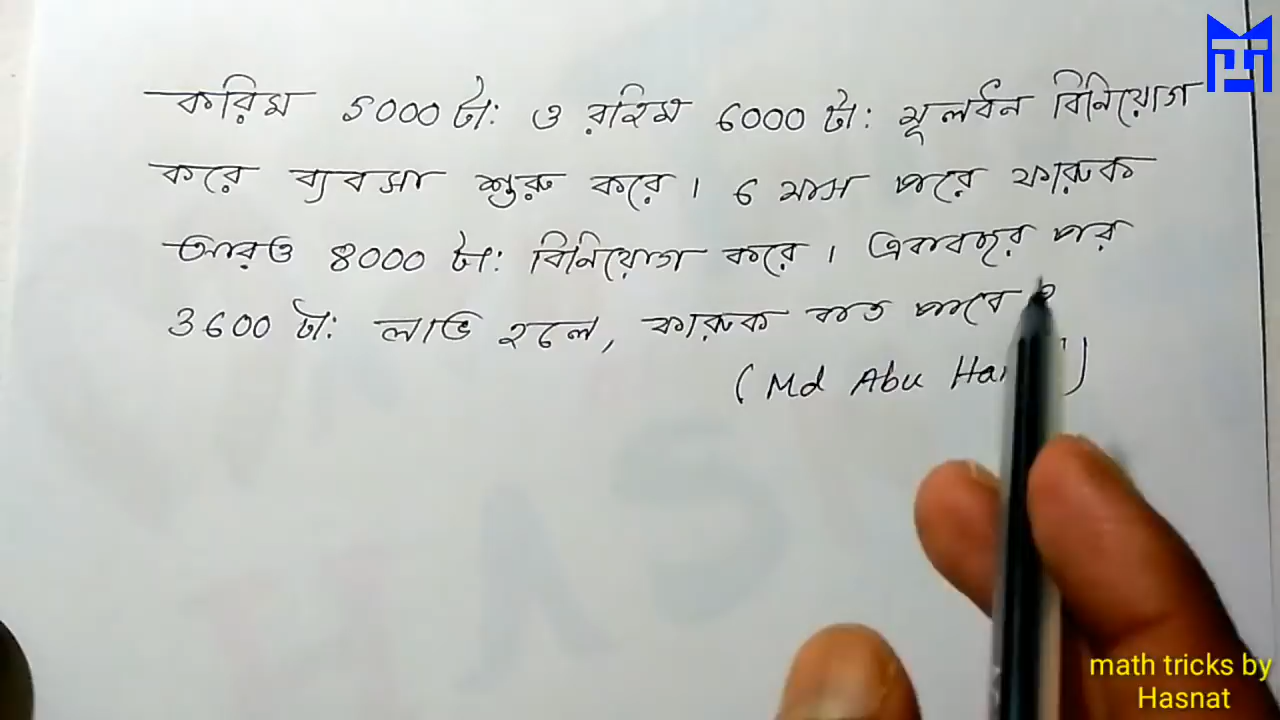 করিম 5000 টা: ও রহিম 6000 টা: মূলধন বিনিয়োগ
করে ব্যবসা শুরু করে। 6 মাস পরে ফারুক
আরও 8000 টা: বিনিয়োগ করে। একবছর পর
3600 টা: লাভ হলে, ফারুক কত পাবে?
(Md Abu
math tricks by
Hasnat